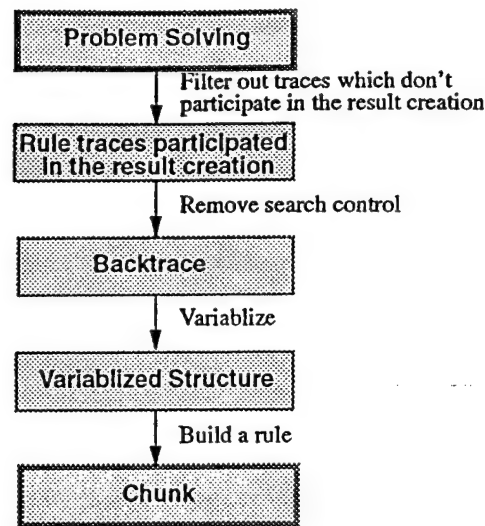 Problem Solving
Filter out traces which don't
participate in the result creation
Rule traces participated
in the result creation
Remove search control
Backtrace
Variablize
Variablized Structure
Build a rule
Chunk